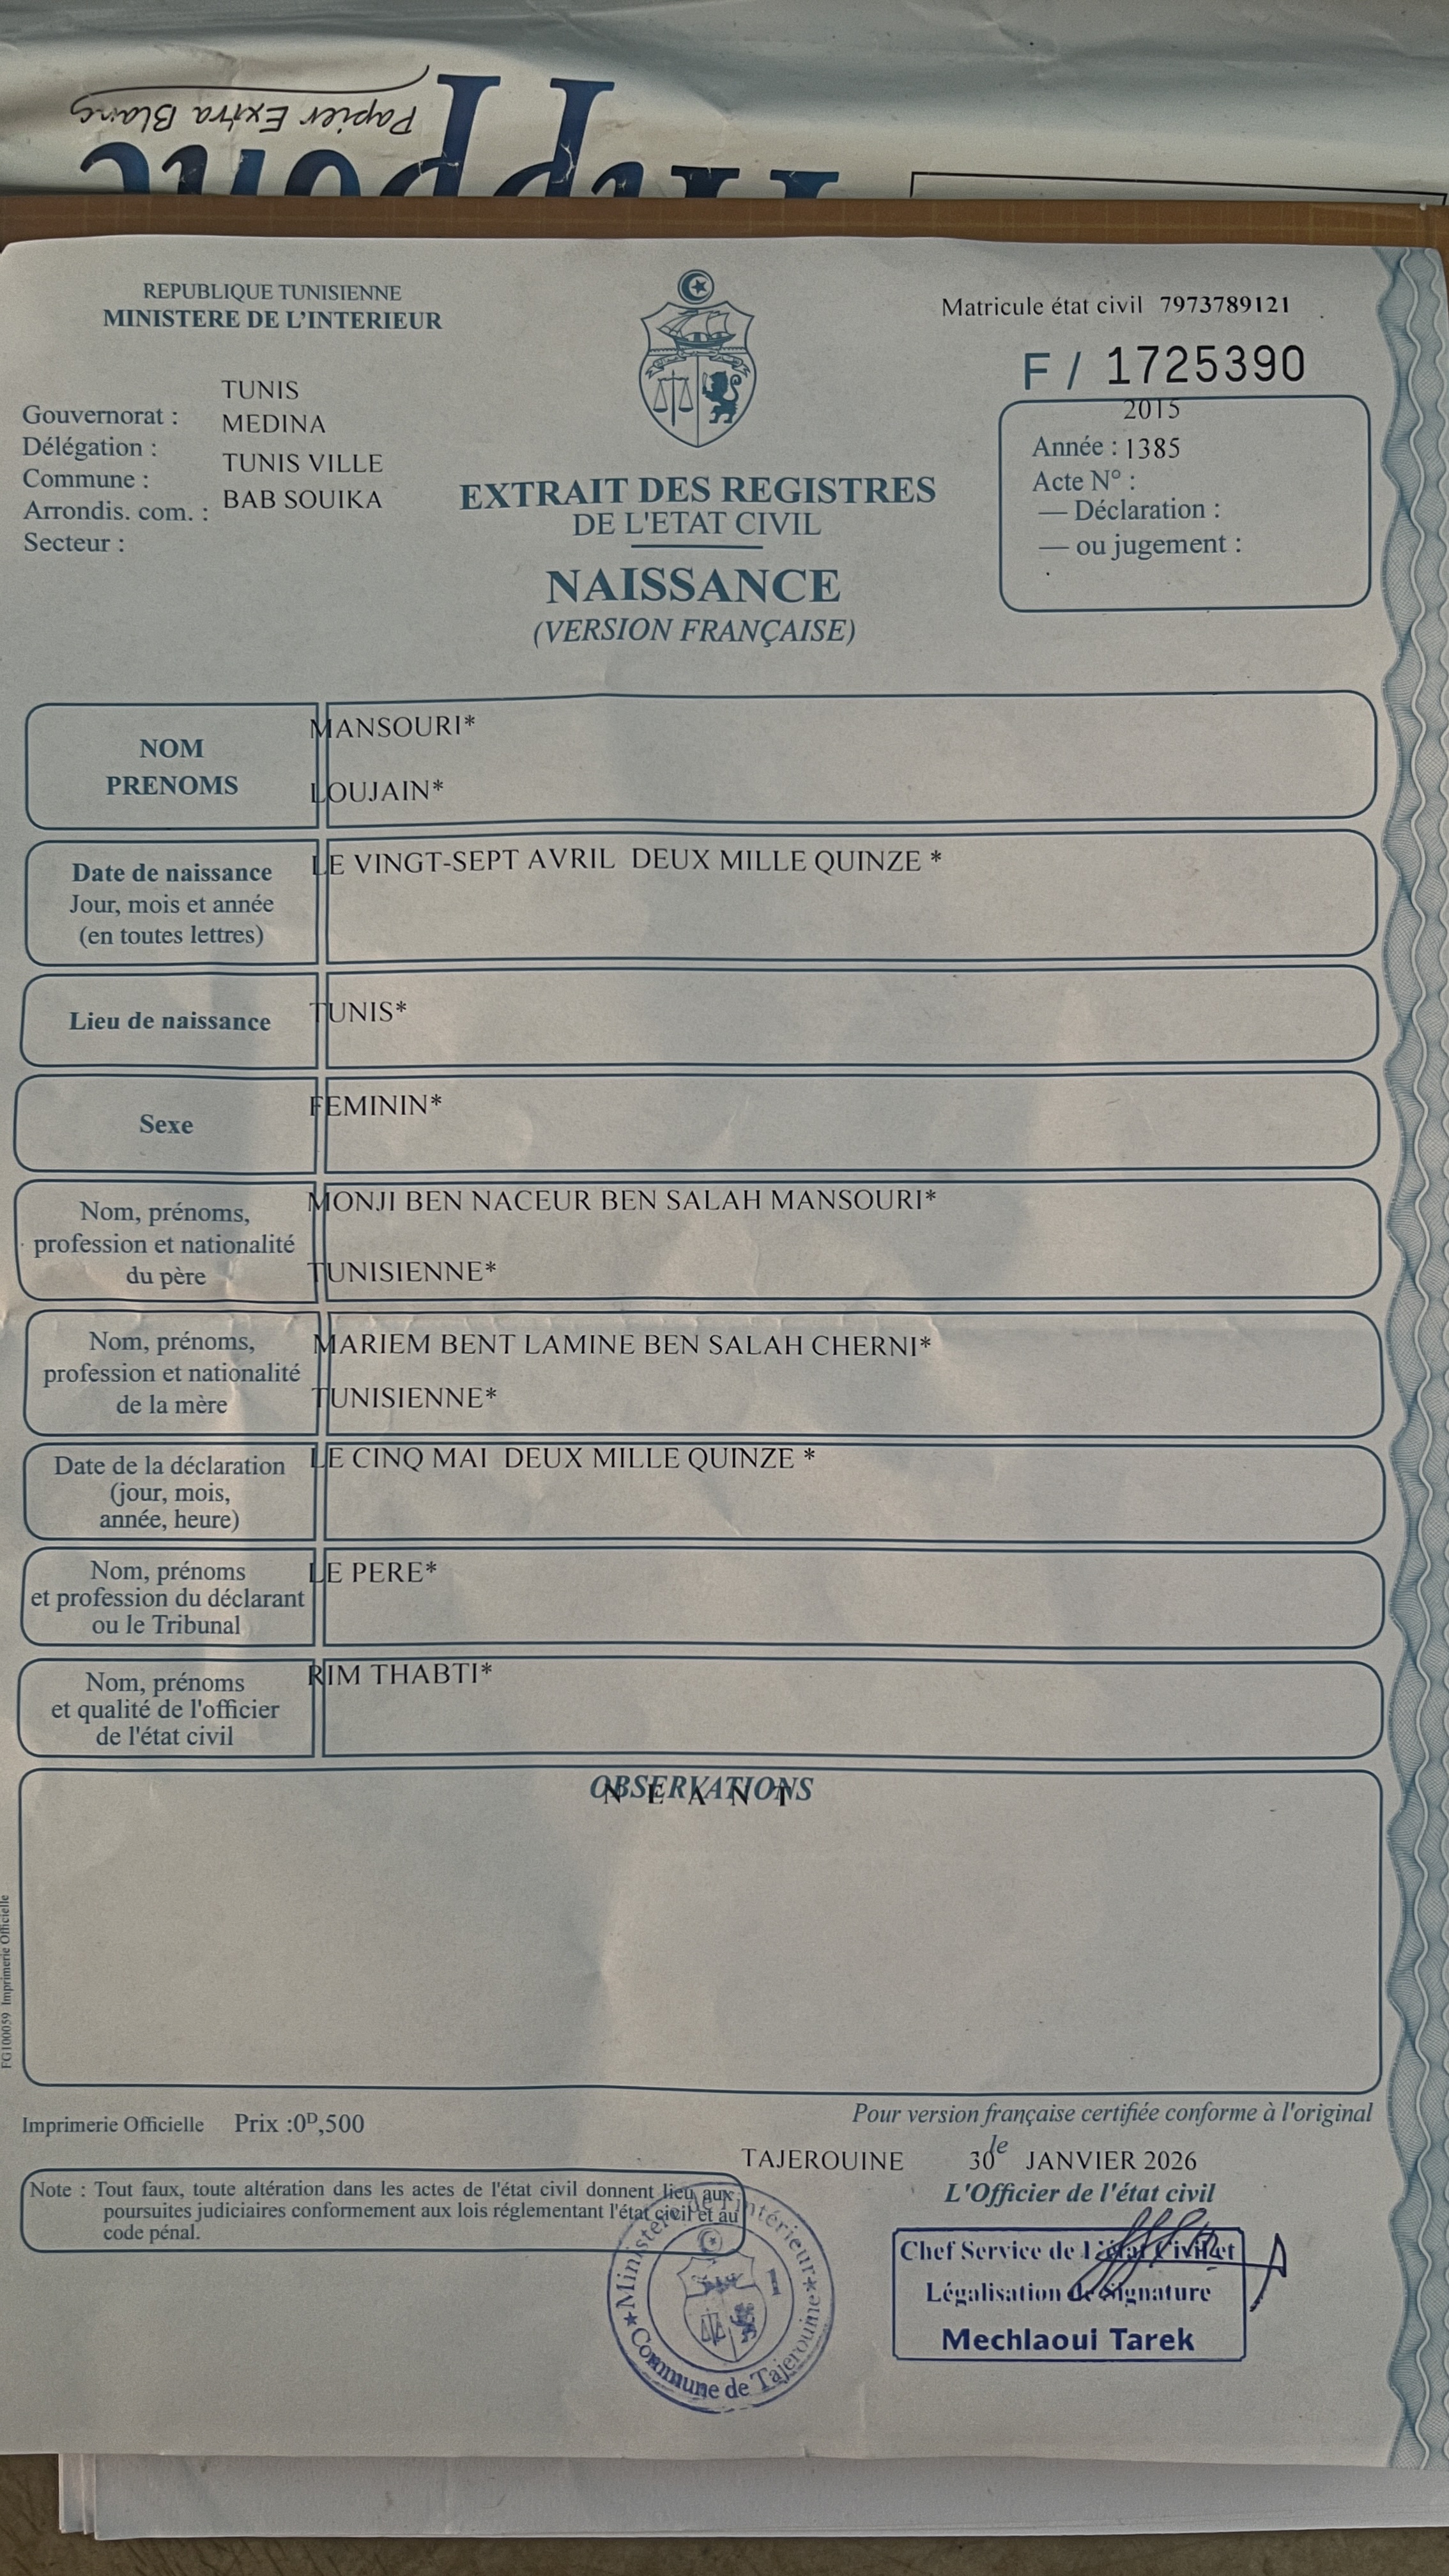 Papier Extra Blanc
REPUBLIQUE TUNISIENNE
MINISTERE DE L'INTERIEUR
Gouvernorat : TUNIS
Délégation : MEDINA
Commune : TUNIS VILLE
Arrondis. com. : BAB SOUIKA
Secteur :
EXTRAIT DES REGISTRES
DE L'ETAT CIVIL
NAISSANCE
(VERSION FRANÇAISE)
Matricule état civil 7973789121
F / 1725390
2015
Année : 1385
Acte N° :
— Déclaration :
— ou jugement :
NOM
PRENOMS
MANSOURI*
LOUJAIN*
Date de naissance
Jour, mois et année
(en toutes lettres)
LE VINGT-SEPT AVRIL DEUX MILLE QUINZE *
Lieu de naissance
TUNIS*
Sexe
FEMININ*
Nom, prénoms,
profession et nationalité
du père
MONJI BEN NACEUR BEN SALAH MANSOURI*
TUNISIENNE*
Nom, prénoms,
profession et nationalité
de la mère
MARIEM BENT LAMINE BEN SALAH CHERNI*
TUNISIENNE*
Date de la déclaration
(jour, mois,
année, heure)
LE CINQ MAI DEUX MILLE QUINZE *
Nom, prénoms
et profession du déclarant
ou le Tribunal
LE PERE*
Nom, prénoms
et qualité de l'officier
de l'état civil
RIM THABTI*
OBSERVATIONS
N E A N T
FG100059 Imprimerie Officielle
Imprimerie Officielle Prix :0ᴰ,500
Pour version française certifiée conforme à l'original
TAJEROUINE le 30 JANVIER 2026
L'Officier de l'état civil
Note : Tout faux, toute altération dans les actes de l'état civil donnent lieu aux
poursuites judiciaires conformement aux lois réglementant l'état civil et au
code pénal.
Ministère de l'intérieur
Commune de Tajerouine
Chef Service de l'état Civil et
Légalisation de Signature
Mechlaoui Tarek